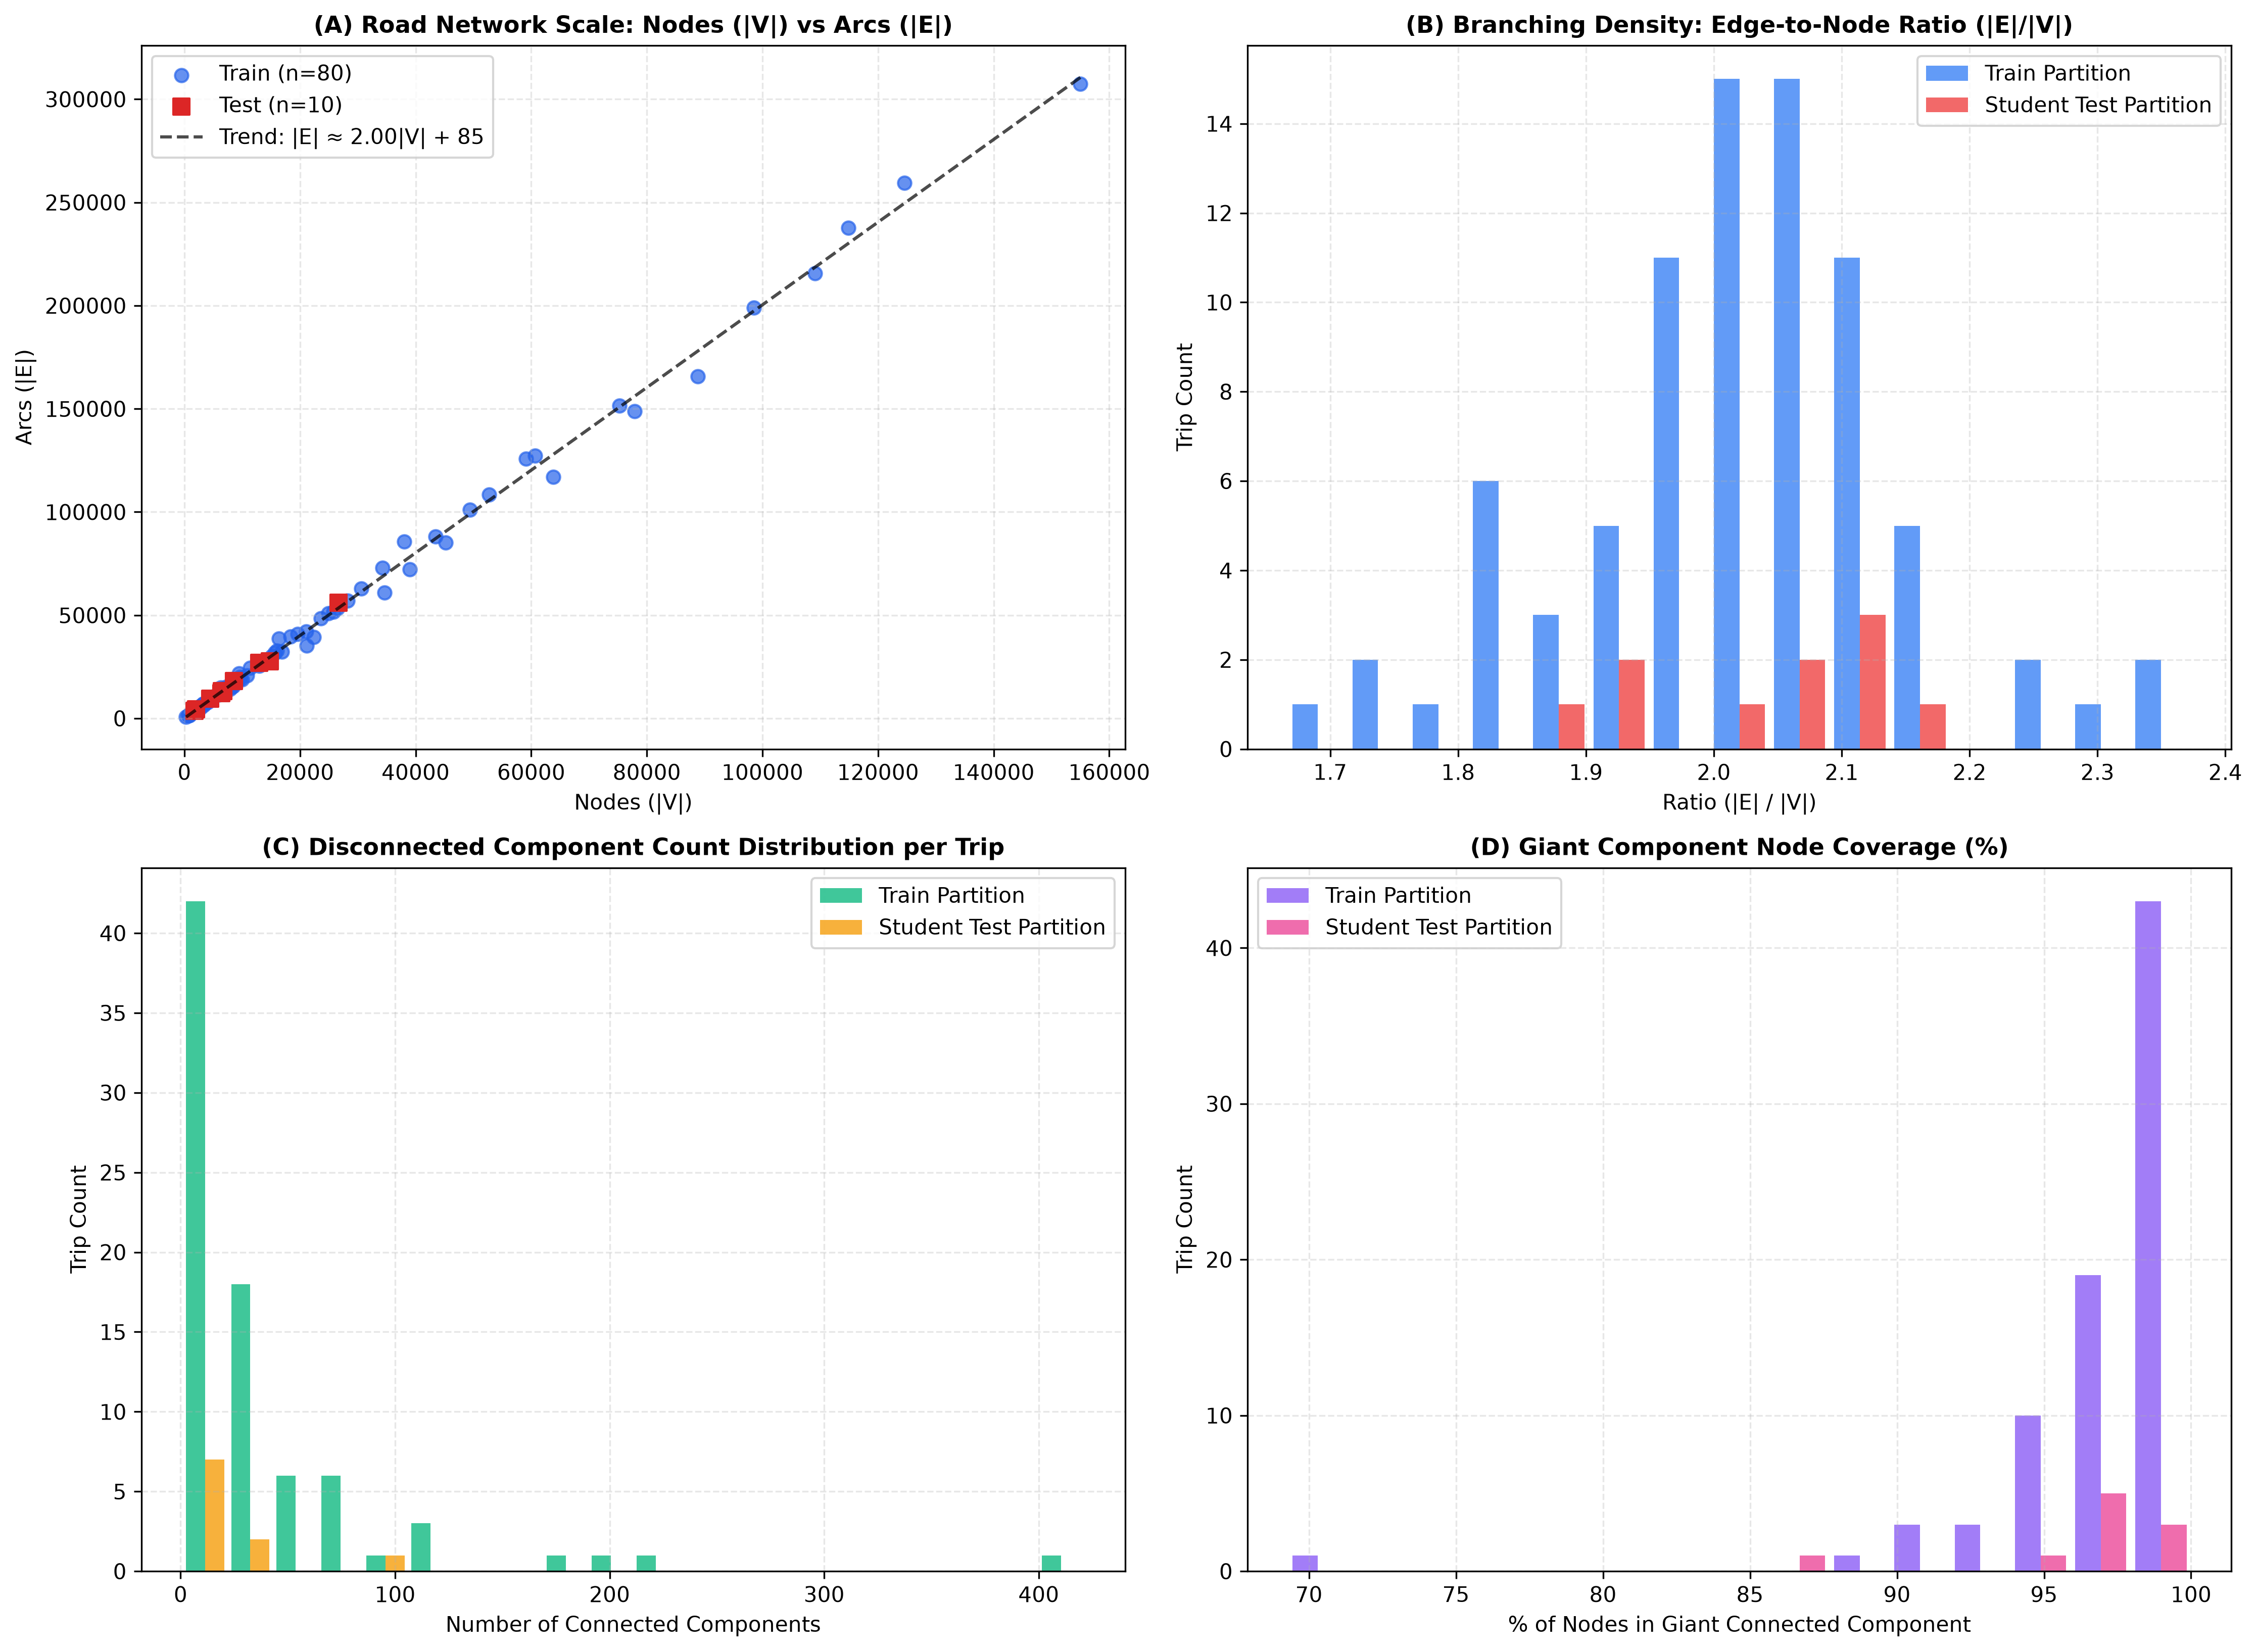 (A) Road Network Scale: Nodes (|V|) vs Arcs (|E|)
Train (n=80)
Test (n=10)
Trend: |E| ≈ 2.00|V| + 85
300000
250000
200000
150000
100000
50000
0
Arcs (|E|)
0 20000 40000 60000 80000 100000 120000 140000 160000
Nodes (|V|)
(B) Branching Density: Edge-to-Node Ratio (|E|/|V|)
Train Partition
Student Test Partition
14
12
10
8
6
4
2
0
Trip Count
1.7 1.8 1.9 2.0 2.1 2.2 2.3 2.4
Ratio (|E| / |V|)
(C) Disconnected Component Count Distribution per Trip
Train Partition
Student Test Partition
40
35
30
25
20
15
10
5
0
Trip Count
0 100 200 300 400
Number of Connected Components
(D) Giant Component Node Coverage (%)
Train Partition
Student Test Partition
40
30
20
10
0
Trip Count
70 75 80 85 90 95 100
% of Nodes in Giant Connected Component